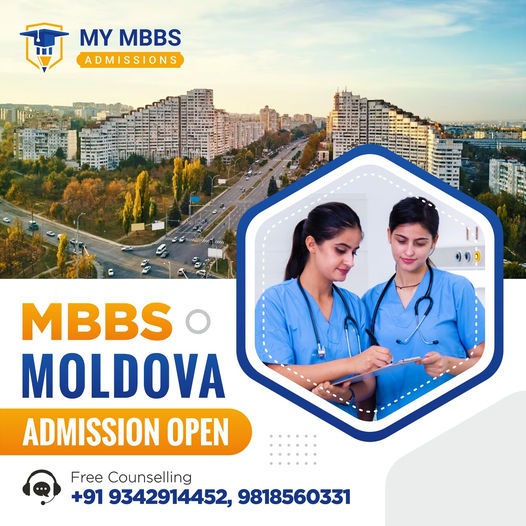 MY MBBS
ADMISSIONS
MBBS
MOLDOVA
ADMISSION OPEN
Free Counselling
+91 9342914452, 9818560331